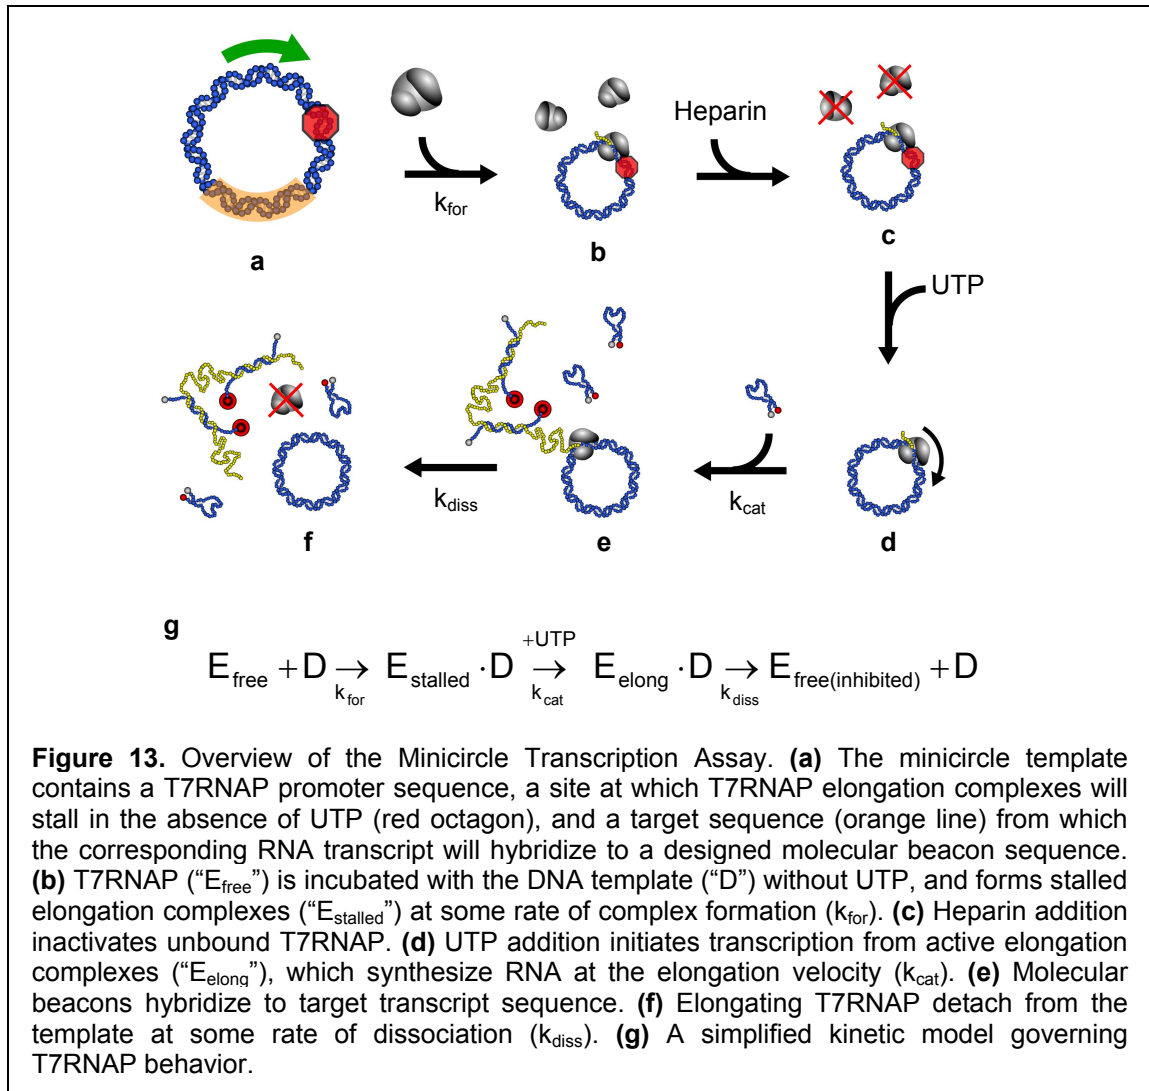 Heparin
k_for
a
b
c
UTP
k_diss
k_cat
f
e
d
g
+UTP
E_free + D → E_stalled · D → E_elong · D → E_free(inhibited) + D
k_for k_cat k_diss
Figure 13. Overview of the Minicircle Transcription Assay. (a) The minicircle template
contains a T7RNAP promoter sequence, a site at which T7RNAP elongation complexes will
stall in the absence of UTP (red octagon), and a target sequence (orange line) from which
the corresponding RNA transcript will hybridize to a designed molecular beacon sequence.
(b) T7RNAP (“E_free”) is incubated with the DNA template (“D”) without UTP, and forms stalled
elongation complexes (“E_stalled”) at some rate of complex formation (k_for). (c) Heparin addition
inactivates unbound T7RNAP. (d) UTP addition initiates transcription from active elongation
complexes (“E_elong”), which synthesize RNA at the elongation velocity (k_cat). (e) Molecular
beacons hybridize to target transcript sequence. (f) Elongating T7RNAP detach from the
template at some rate of dissociation (k_diss). (g) A simplified kinetic model governing
T7RNAP behavior.